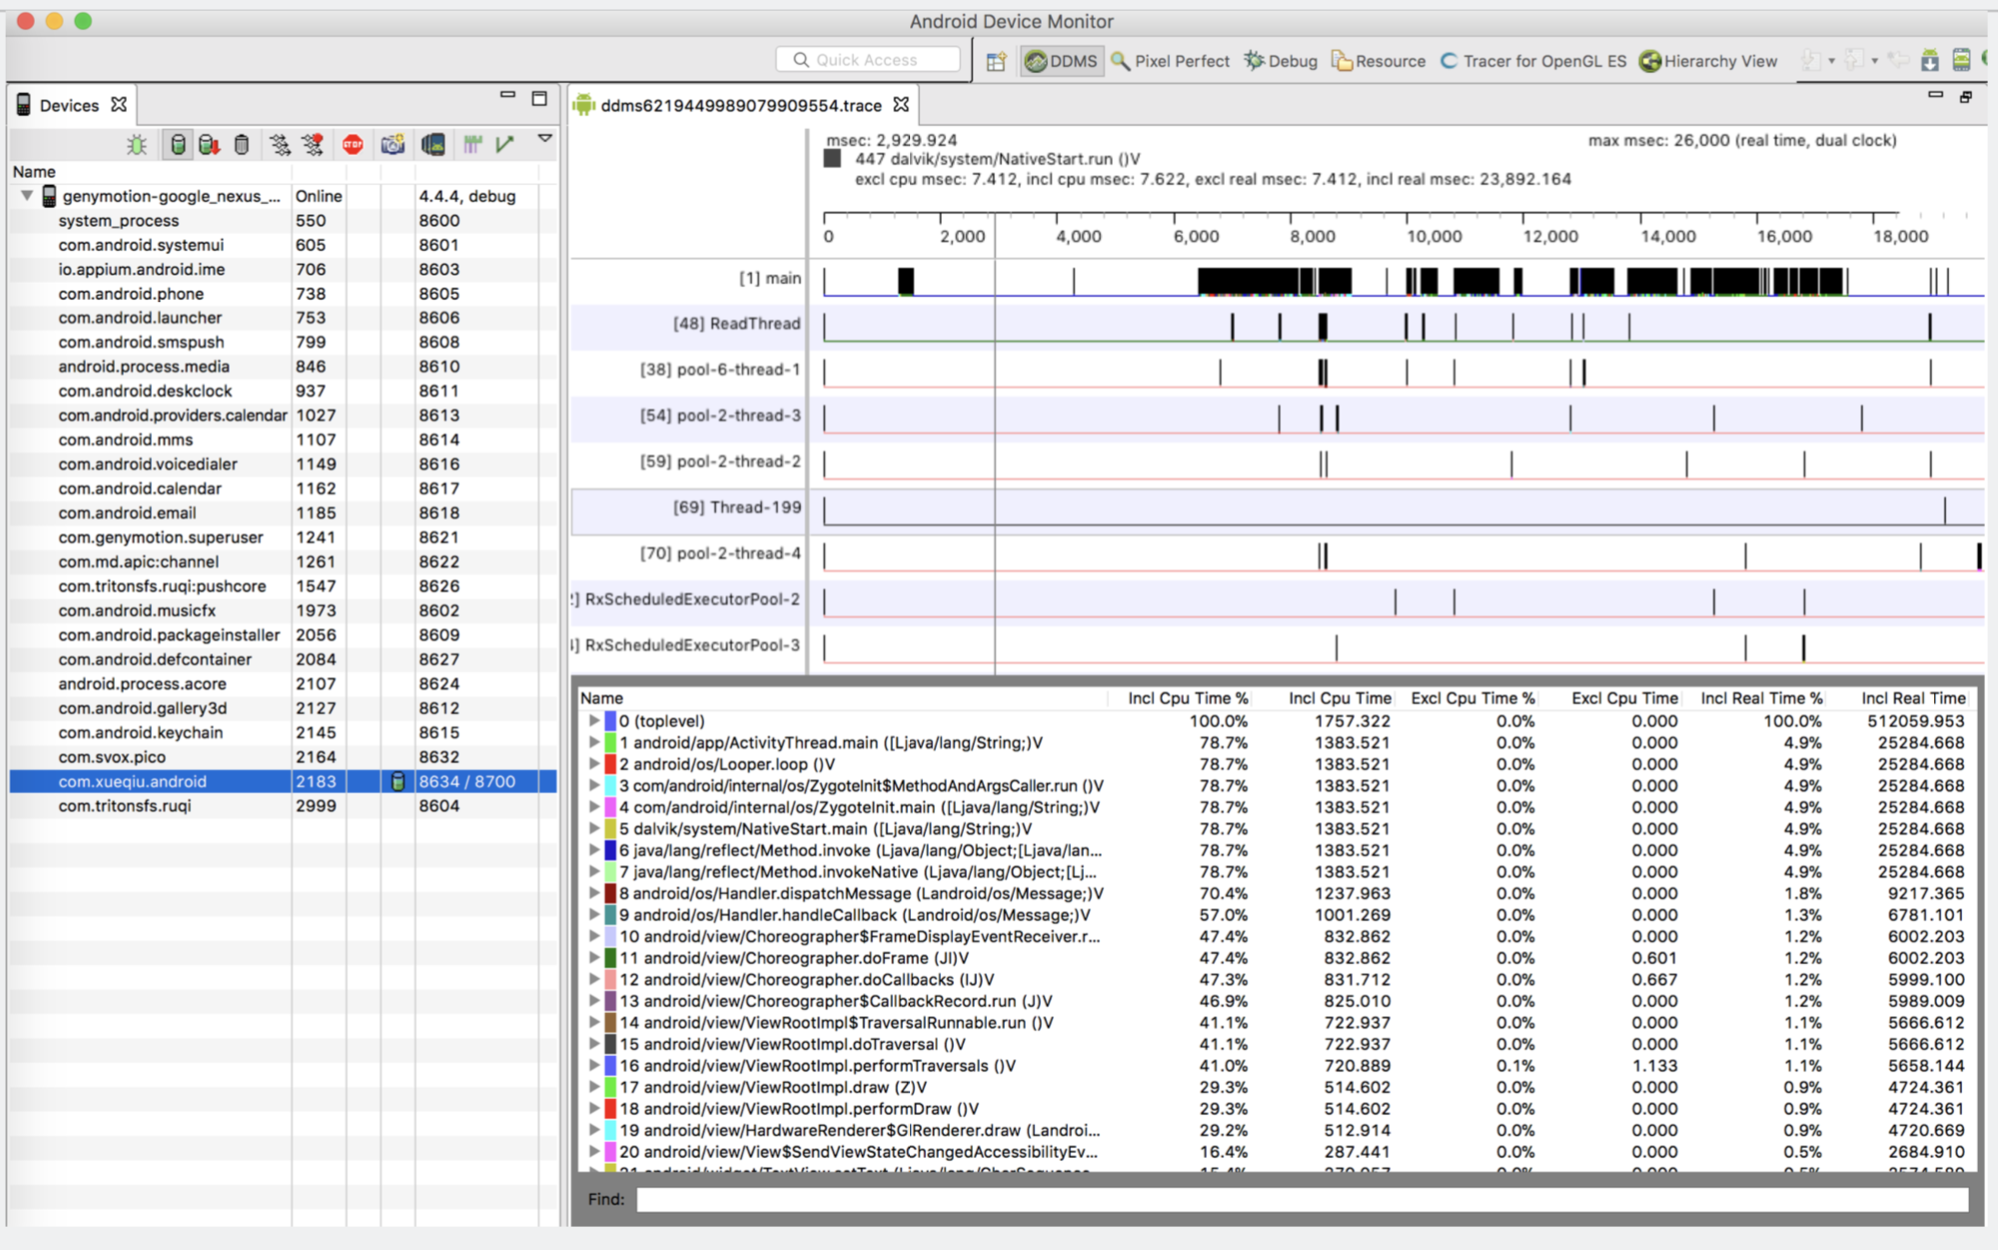 Android Device Monitor
Quick Access
DDMS Pixel Perfect Debug Resource Tracer for OpenGL ES Hierarchy View
Devices
STOP
Name
genymotion-google_nexus_... Online 4.4.4, debug
system_process 550 8600
com.android.systemui 605 8601
io.appium.android.ime 706 8603
com.android.phone 738 8605
com.android.launcher 753 8606
com.android.smspush 799 8608
android.process.media 846 8610
com.android.deskclock 937 8611
com.android.providers.calendar 1027 8613
com.android.mms 1107 8614
com.android.voicedialer 1149 8616
com.android.calendar 1162 8617
com.android.email 1185 8618
com.genymotion.superuser 1241 8621
com.md.apic:channel 1261 8622
com.tritonsfs.ruqi:pushcore 1547 8626
com.android.musicfx 1973 8602
com.android.packageinstaller 2056 8609
com.android.defcontainer 2084 8627
android.process.acore 2107 8624
com.android.gallery3d 2127 8612
com.android.keychain 2145 8615
com.svox.pico 2164 8632
com.xueqiu.android 2183 8634 / 8700
com.tritonsfs.ruqi 2999 8604
ddms6219449989079909554.trace
msec: 2,929.924 max msec: 26,000 (real time, dual clock)
447 dalvik/system/NativeStart.run ()V
excl cpu msec: 7.412, incl cpu msec: 7.622, excl real msec: 7.412, incl real msec: 23,892.164
0 2,000 4,000 6,000 8,000 10,000 12,000 14,000 16,000 18,000
[1] main
[48] ReadThread
[38] pool-6-thread-1
[54] pool-2-thread-3
[59] pool-2-thread-2
[69] Thread-199
[70] pool-2-thread-4
] RxScheduledExecutorPool-2
] RxScheduledExecutorPool-3
Name Incl Cpu Time % Incl Cpu Time Excl Cpu Time % Excl Cpu Time Incl Real Time % Incl Real Time
0 (toplevel) 100.0% 1757.322 0.0% 0.000 100.0% 512059.953
1 android/app/ActivityThread.main ([Ljava/lang/String;)V 78.7% 1383.521 0.0% 0.000 4.9% 25284.668
2 android/os/Looper.loop ()V 78.7% 1383.521 0.0% 0.000 4.9% 25284.668
3 com/android/internal/os/ZygoteInit$MethodAndArgsCaller.run ()V 78.7% 1383.521 0.0% 0.000 4.9% 25284.668
4 com/android/internal/os/ZygoteInit.main ([Ljava/lang/String;)V 78.7% 1383.521 0.0% 0.000 4.9% 25284.668
5 dalvik/system/NativeStart.main ([Ljava/lang/String;)V 78.7% 1383.521 0.0% 0.000 4.9% 25284.668
6 java/lang/reflect/Method.invoke (Ljava/lang/Object;[Ljava/lan... 78.7% 1383.521 0.0% 0.000 4.9% 25284.668
7 java/lang/reflect/Method.invokeNative (Ljava/lang/Object;[Lj... 78.7% 1383.521 0.0% 0.000 4.9% 25284.668
8 android/os/Handler.dispatchMessage (Landroid/os/Message;)V 70.4% 1237.963 0.0% 0.000 1.8% 9217.365
9 android/os/Handler.handleCallback (Landroid/os/Message;)V 57.0% 1001.269 0.0% 0.000 1.3% 6781.101
10 android/view/Choreographer$FrameDisplayEventReceiver.r... 47.4% 832.862 0.0% 0.000 1.2% 6002.203
11 android/view/Choreographer.doFrame (JI)V 47.4% 832.862 0.0% 0.601 1.2% 6002.203
12 android/view/Choreographer.doCallbacks (IJ)V 47.3% 831.712 0.0% 0.667 1.2% 5999.100
13 android/view/Choreographer$CallbackRecord.run (J)V 46.9% 825.010 0.0% 0.000 1.2% 5989.009
14 android/view/ViewRootImpl$TraversalRunnable.run ()V 41.1% 722.937 0.0% 0.000 1.1% 5666.612
15 android/view/ViewRootImpl.doTraversal ()V 41.1% 722.937 0.0% 0.000 1.1% 5666.612
16 android/view/ViewRootImpl.performTraversals ()V 41.0% 720.889 0.1% 1.133 1.1% 5658.144
17 android/view/ViewRootImpl.draw (Z)V 29.3% 514.602 0.0% 0.000 0.9% 4724.361
18 android/view/ViewRootImpl.performDraw ()V 29.3% 514.602 0.0% 0.000 0.9% 4724.361
19 android/view/HardwareRenderer$GlRenderer.draw (Landroi... 29.2% 512.914 0.0% 0.000 0.9% 4720.669
20 android/view/View$SendViewStateChangedAccessibilityEv... 16.4% 287.441 0.0% 0.000 0.5% 2684.910
Find: